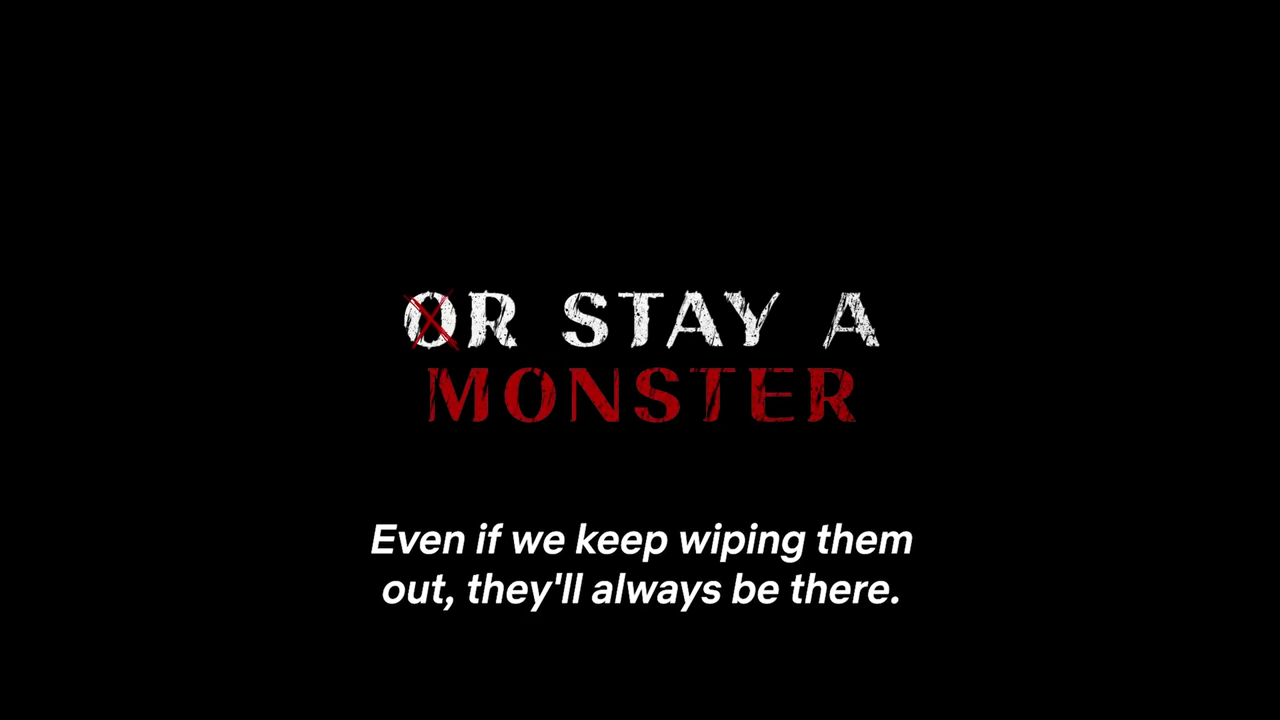 OR STAY A
MONSTER
Even if we keep wiping them
out, they'll always be there.